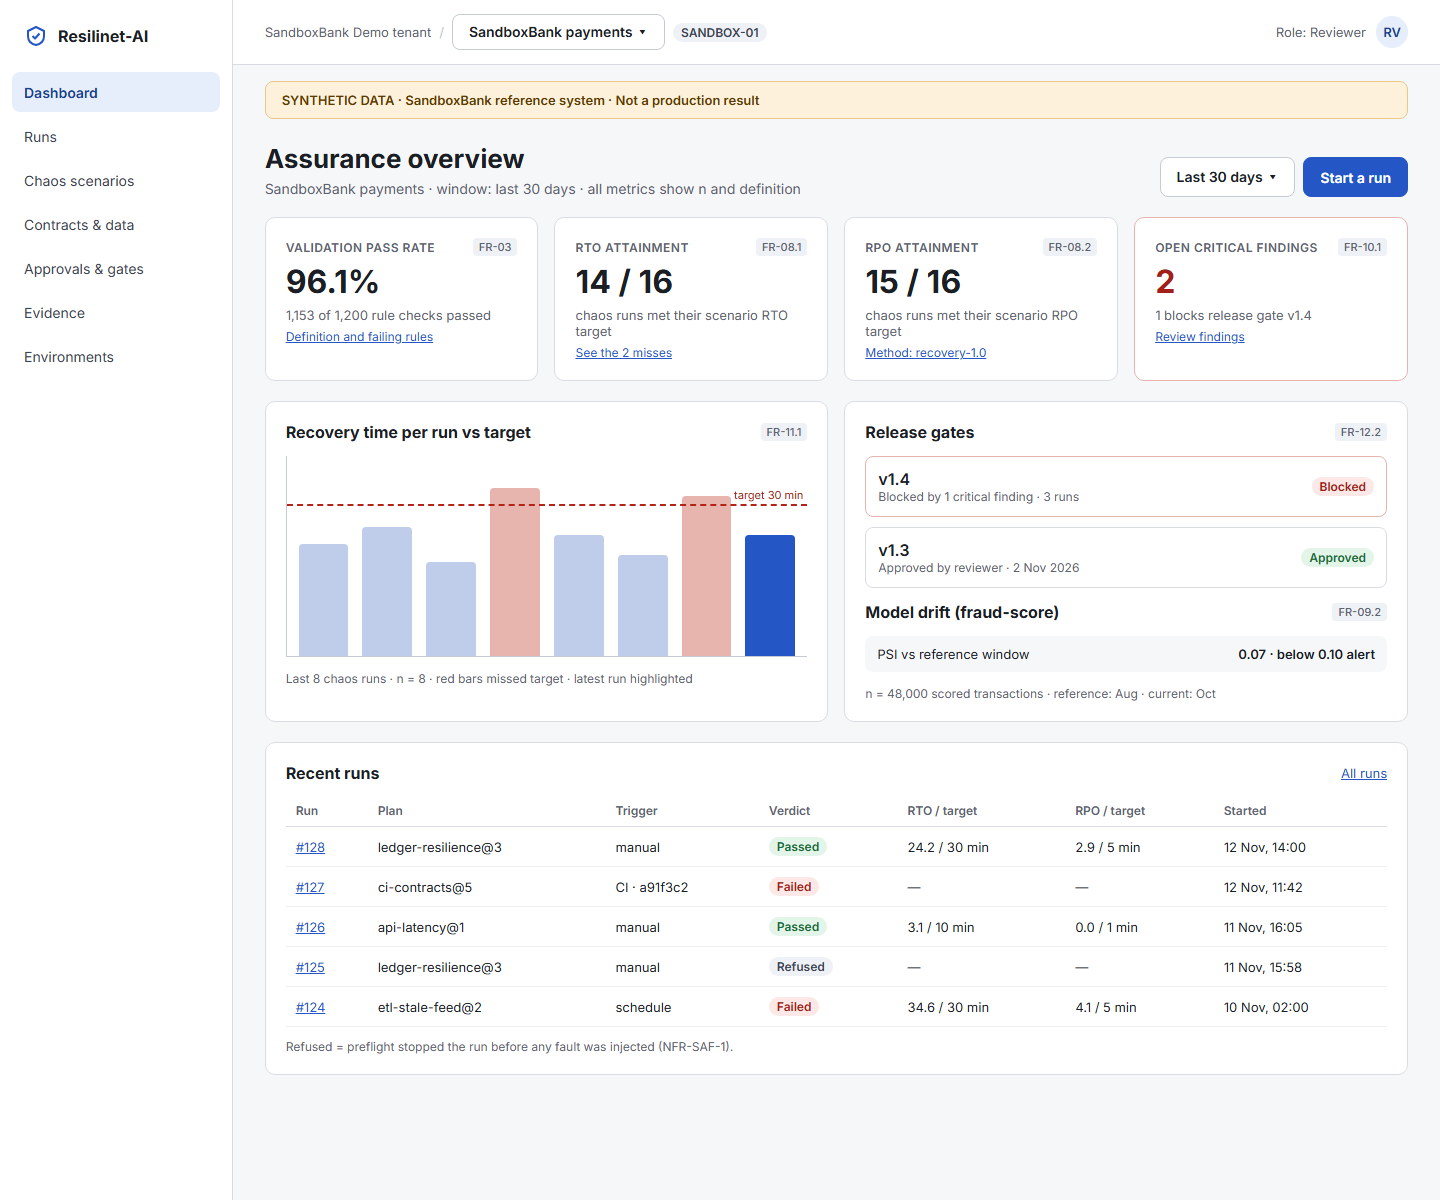 Resilinet-AI
SandboxBank Demo tenant / SandboxBank payments ▾ SANDBOX-01
Role: Reviewer RV
Dashboard
Runs
Chaos scenarios
Contracts & data
Approvals & gates
Evidence
Environments
SYNTHETIC DATA · SandboxBank reference system · Not a production result
Assurance overview
SandboxBank payments · window: last 30 days · all metrics show n and definition
Last 30 days ▾
Start a run
VALIDATION PASS RATE FR-03
96.1%
1,153 of 1,200 rule checks passed
Definition and failing rules
RTO ATTAINMENT FR-08.1
14 / 16
chaos runs met their scenario RTO
target
See the 2 misses
RPO ATTAINMENT FR-08.2
15 / 16
chaos runs met their scenario RPO
target
Method: recovery-1.0
OPEN CRITICAL FINDINGS FR-10.1
2
1 blocks release gate v1.4
Review findings
Recovery time per run vs target FR-11.1
target 30 min
Last 8 chaos runs · n = 8 · red bars missed target · latest run highlighted
Release gates FR-12.2
v1.4
Blocked by 1 critical finding · 3 runs
Blocked
v1.3
Approved by reviewer · 2 Nov 2026
Approved
Model drift (fraud-score) FR-09.2
PSI vs reference window 0.07 · below 0.10 alert
n = 48,000 scored transactions · reference: Aug · current: Oct
Recent runs All runs
Run Plan Trigger Verdict RTO / target RPO / target Started
#128 ledger-resilience@3 manual Passed 24.2 / 30 min 2.9 / 5 min 12 Nov, 14:00
#127 ci-contracts@5 CI · a91f3c2 Failed — — 12 Nov, 11:42
#126 api-latency@1 manual Passed 3.1 / 10 min 0.0 / 1 min 11 Nov, 16:05
#125 ledger-resilience@3 manual Refused — — 11 Nov, 15:58
#124 etl-stale-feed@2 schedule Failed 34.6 / 30 min 4.1 / 5 min 10 Nov, 02:00
Refused = preflight stopped the run before any fault was injected (NFR-SAF-1).